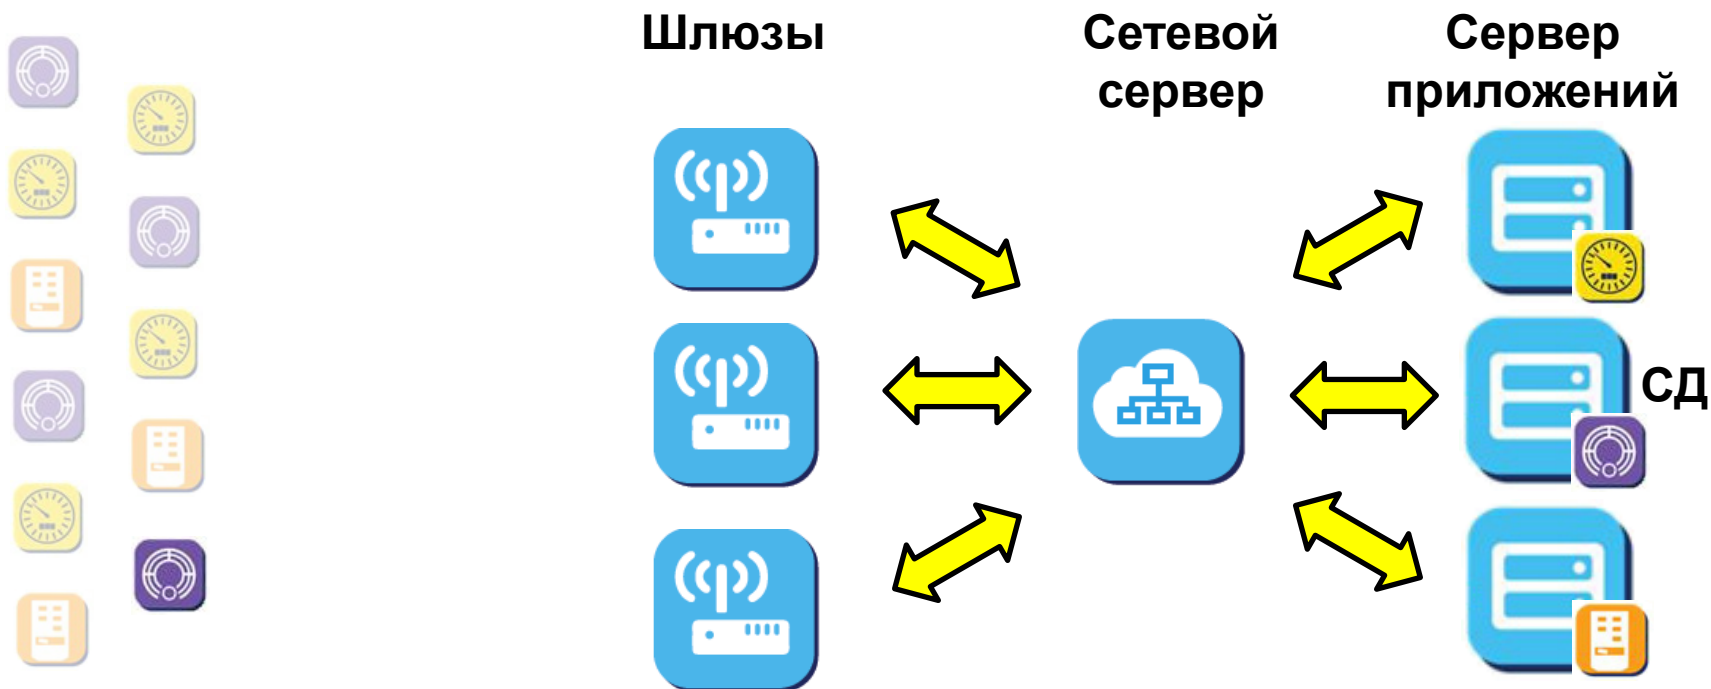 Шлюзы
Сетевой
сервер
Сервер
приложений
СД